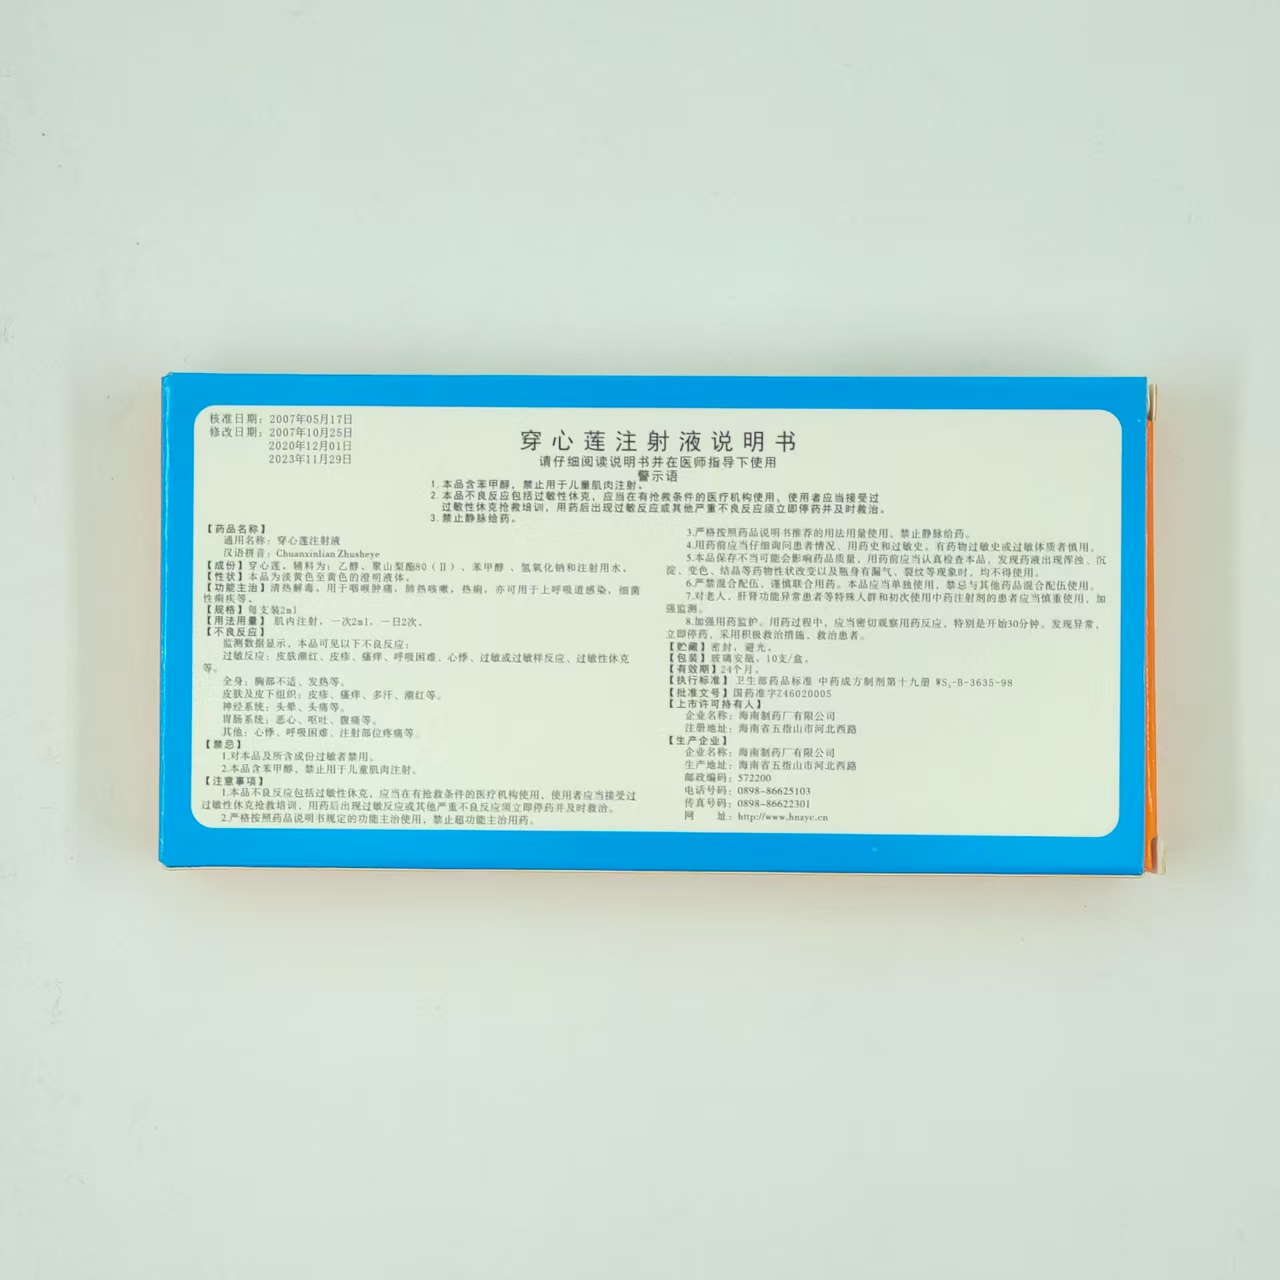 核准日期：2007年05月17日
修改日期：2007年10月25日
2020年12月01日
2023年11月29日
穿心莲注射液说明书
请仔细阅读说明书并在医师指导下使用
警示语
1.本品含苯甲醇，禁止用于儿童肌肉注射。
2.本品不良反应包括过敏性休克，应当在有抢救条件的医疗机构使用，使用者应当接受过
过敏性休克抢救培训，用药后出现过敏反应或其他严重不良反应须立即停药并及时救治。
3.禁止静脉给药。
【药品名称】
通用名称：穿心莲注射液
汉语拼音：Chuanxinlian Zhusheye
【成份】穿心莲。辅料为：乙醇、聚山梨酯80（II）、苯甲醇、氢氧化钠和注射用水。
【性状】本品为淡黄色至黄色的澄明液体。
【功能主治】清热解毒。用于咽喉肿痛，肺热咳嗽，热痢，亦可用于上呼吸道感染，细菌
性痢疾等。
【规格】每支装2ml
【用法用量】 肌内注射，一次2ml，一日2次。
【不良反应】
监测数据显示，本品可见以下不良反应：
过敏反应：皮肤潮红、皮疹、瘙痒、呼吸困难、心悸、过敏或过敏样反应、过敏性休克
等。
全身：胸部不适、发热等。
皮肤及皮下组织：皮疹、瘙痒、多汗、潮红等。
神经系统：头晕、头痛等。
胃肠系统：恶心、呕吐、腹痛等。
其他：心悸、呼吸困难、注射部位疼痛等。
【禁忌】
1.对本品及所含成份过敏者禁用。
2.本品含苯甲醇，禁止用于儿童肌肉注射。
【注意事项】
1.本品不良反应包括过敏性休克，应当在有抢救条件的医疗机构使用，使用者应当接受过
过敏性休克抢救培训，用药后出现过敏反应或其他严重不良反应须立即停药并及时救治。
2.严格按照药品说明书规定的功能主治使用，禁止超功能主治用药。
3.严格按照药品说明书推荐的用法用量使用，禁止静脉给药。
4.用药前应当仔细询问患者情况、用药史和过敏史。有药物过敏史或过敏体质者慎用。
5.本品保存不当可能会影响药品质量，用药前应当认真检查本品，发现药液出现浑浊、沉
淀、变色、结晶等药物性状改变以及瓶身有漏气、裂纹等现象时，均不得使用。
6.严禁混合配伍，谨慎联合用药。本品应当单独使用，禁忌与其他药品混合配伍使用。
7.对老人、肝肾功能异常患者等特殊人群和初次使用中药注射剂的患者应当慎重使用，加
强监测。
8.加强用药监护。用药过程中，应当密切观察用药反应，特别是开始30分钟。发现异常，
立即停药，采用积极救治措施，救治患者。
【贮藏】密封，避光。
【包装】玻璃安瓿，10支/盒。
【有效期】24个月。
【执行标准】卫生部药品标准 中药成方制剂第十九册 WS₃-B-3635-98
【批准文号】国药准字Z46020005
【上市许可持有人】
企业名称：海南制药厂有限公司
注册地址：海南省五指山市河北西路
【生产企业】
企业名称：海南制药厂有限公司
生产地址：海南省五指山市河北西路
邮政编码：572200
电话号码：0898-86625103
传真号码：0898-86622301
网 址：http://www.hnzyc.cn